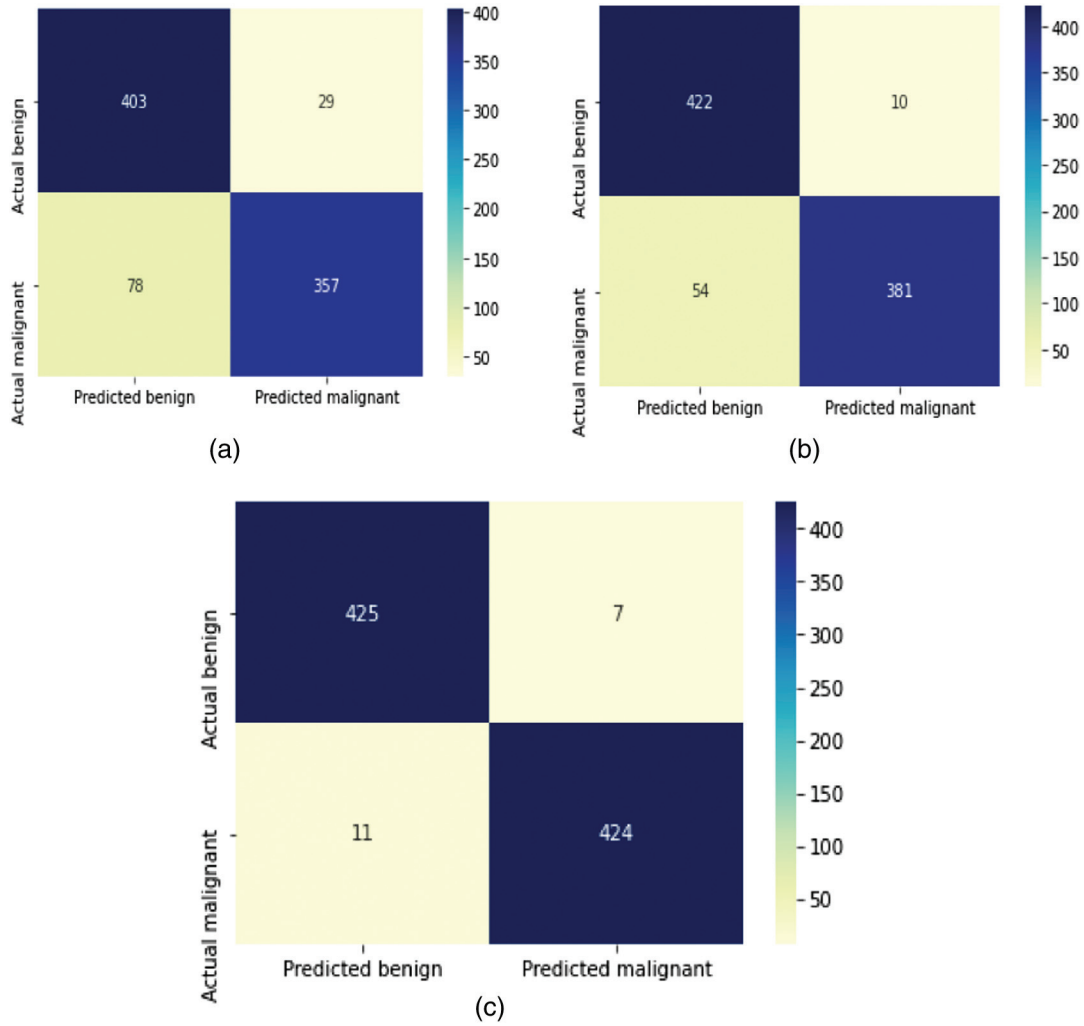 400
350
300
250
200
150
100
50
Actual benign
Actual malignant
403 29
78 357
Predicted benign Predicted malignant
(a)
400
350
300
250
200
150
100
50
Actual benign
Actual malignant
422 10
54 381
Predicted benign Predicted malignant
(b)
400
350
300
250
200
150
100
50
Actual benign
Actual malignant
425 7
11 424
Predicted benign Predicted malignant
(c)